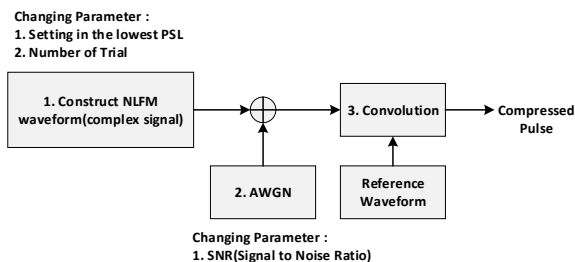 Changing Parameter :
1. Setting in the lowest PSL
2. Number of Trial
1. Construct NLFM
waveform(complex signal)
3. Convolution
Compressed
Pulse
2. AWGN
Reference
Waveform
Changing Parameter :
1. SNR(Signal to Noise Ratio)